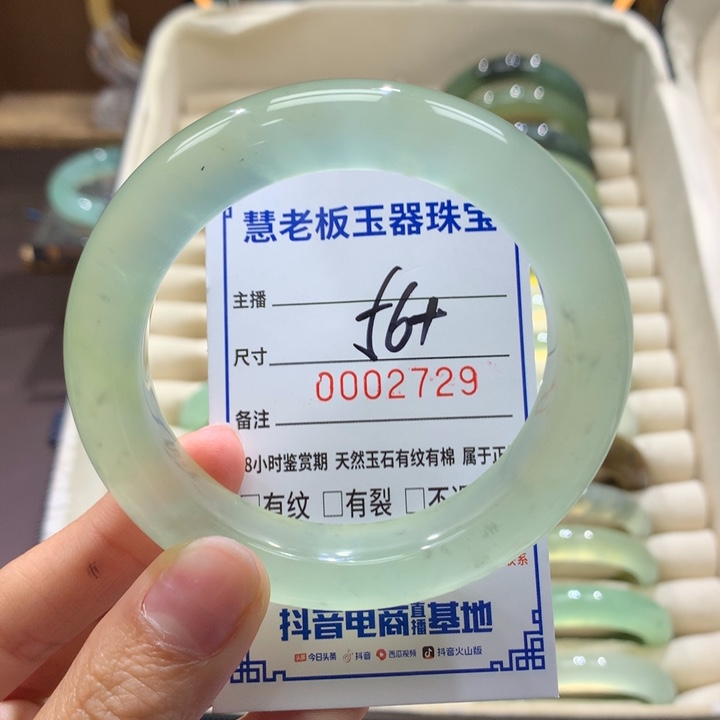 慧老板玉器珠宝
主播
尺寸 56+
0002729
备注
8小时鉴赏期 天然玉石有纹有棉 属于正
□有纹 □有裂 □不
联系
抖音电商直播基地
今日头条 抖音 西瓜视频 抖音火山版